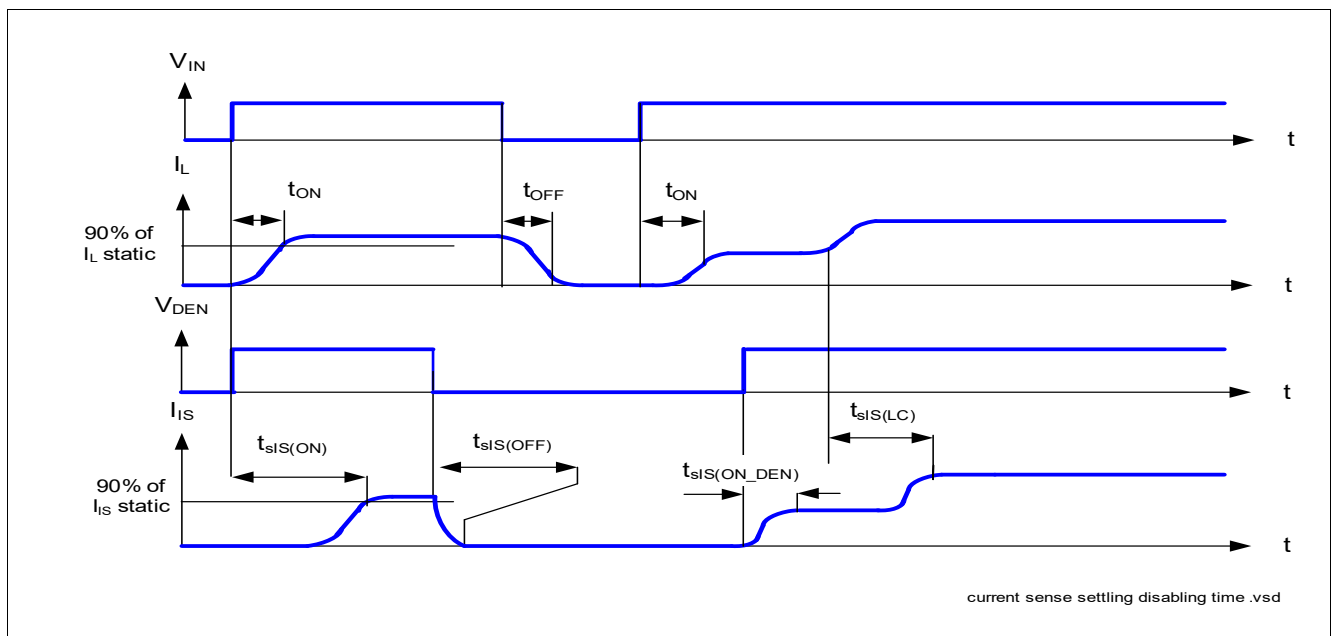 VIN
t
IL
tON
tOFF
tON
90% of
IL static
t
VDEN
t
IIS
tsIS(ON)
tsIS(OFF)
tsIS(LC)
tsIS(ON_DEN)
90% of
IIS static
t
current sense settling disabling time .vsd